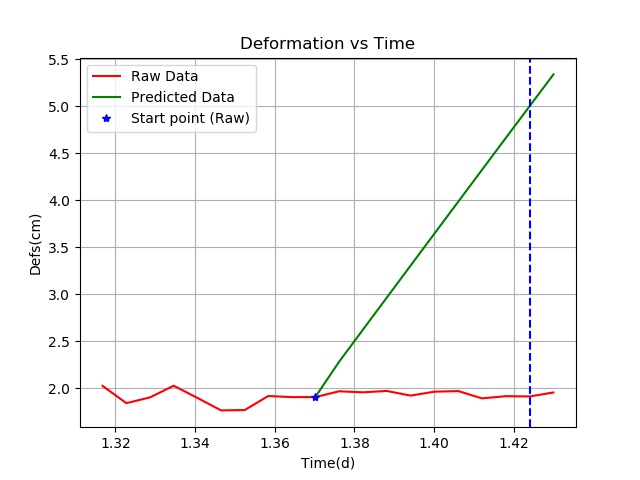 Deformation vs Time
Raw Data
Predicted Data
Start point (Raw)
5.5
5.0
4.5
4.0
3.5
3.0
2.5
2.0
Defs(cm)
1.32 1.34 1.36 1.38 1.40 1.42
Time(d)